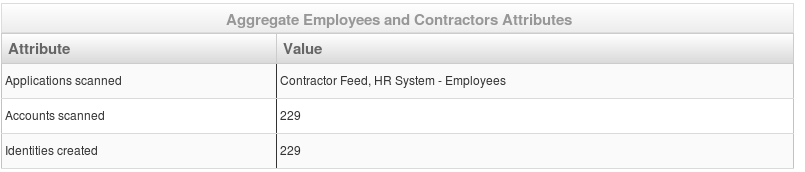 Aggregate Employees and Contractors Attributes
Attribute Value
Applications scanned Contractor Feed, HR System - Employees
Accounts scanned 229
Identities created 229